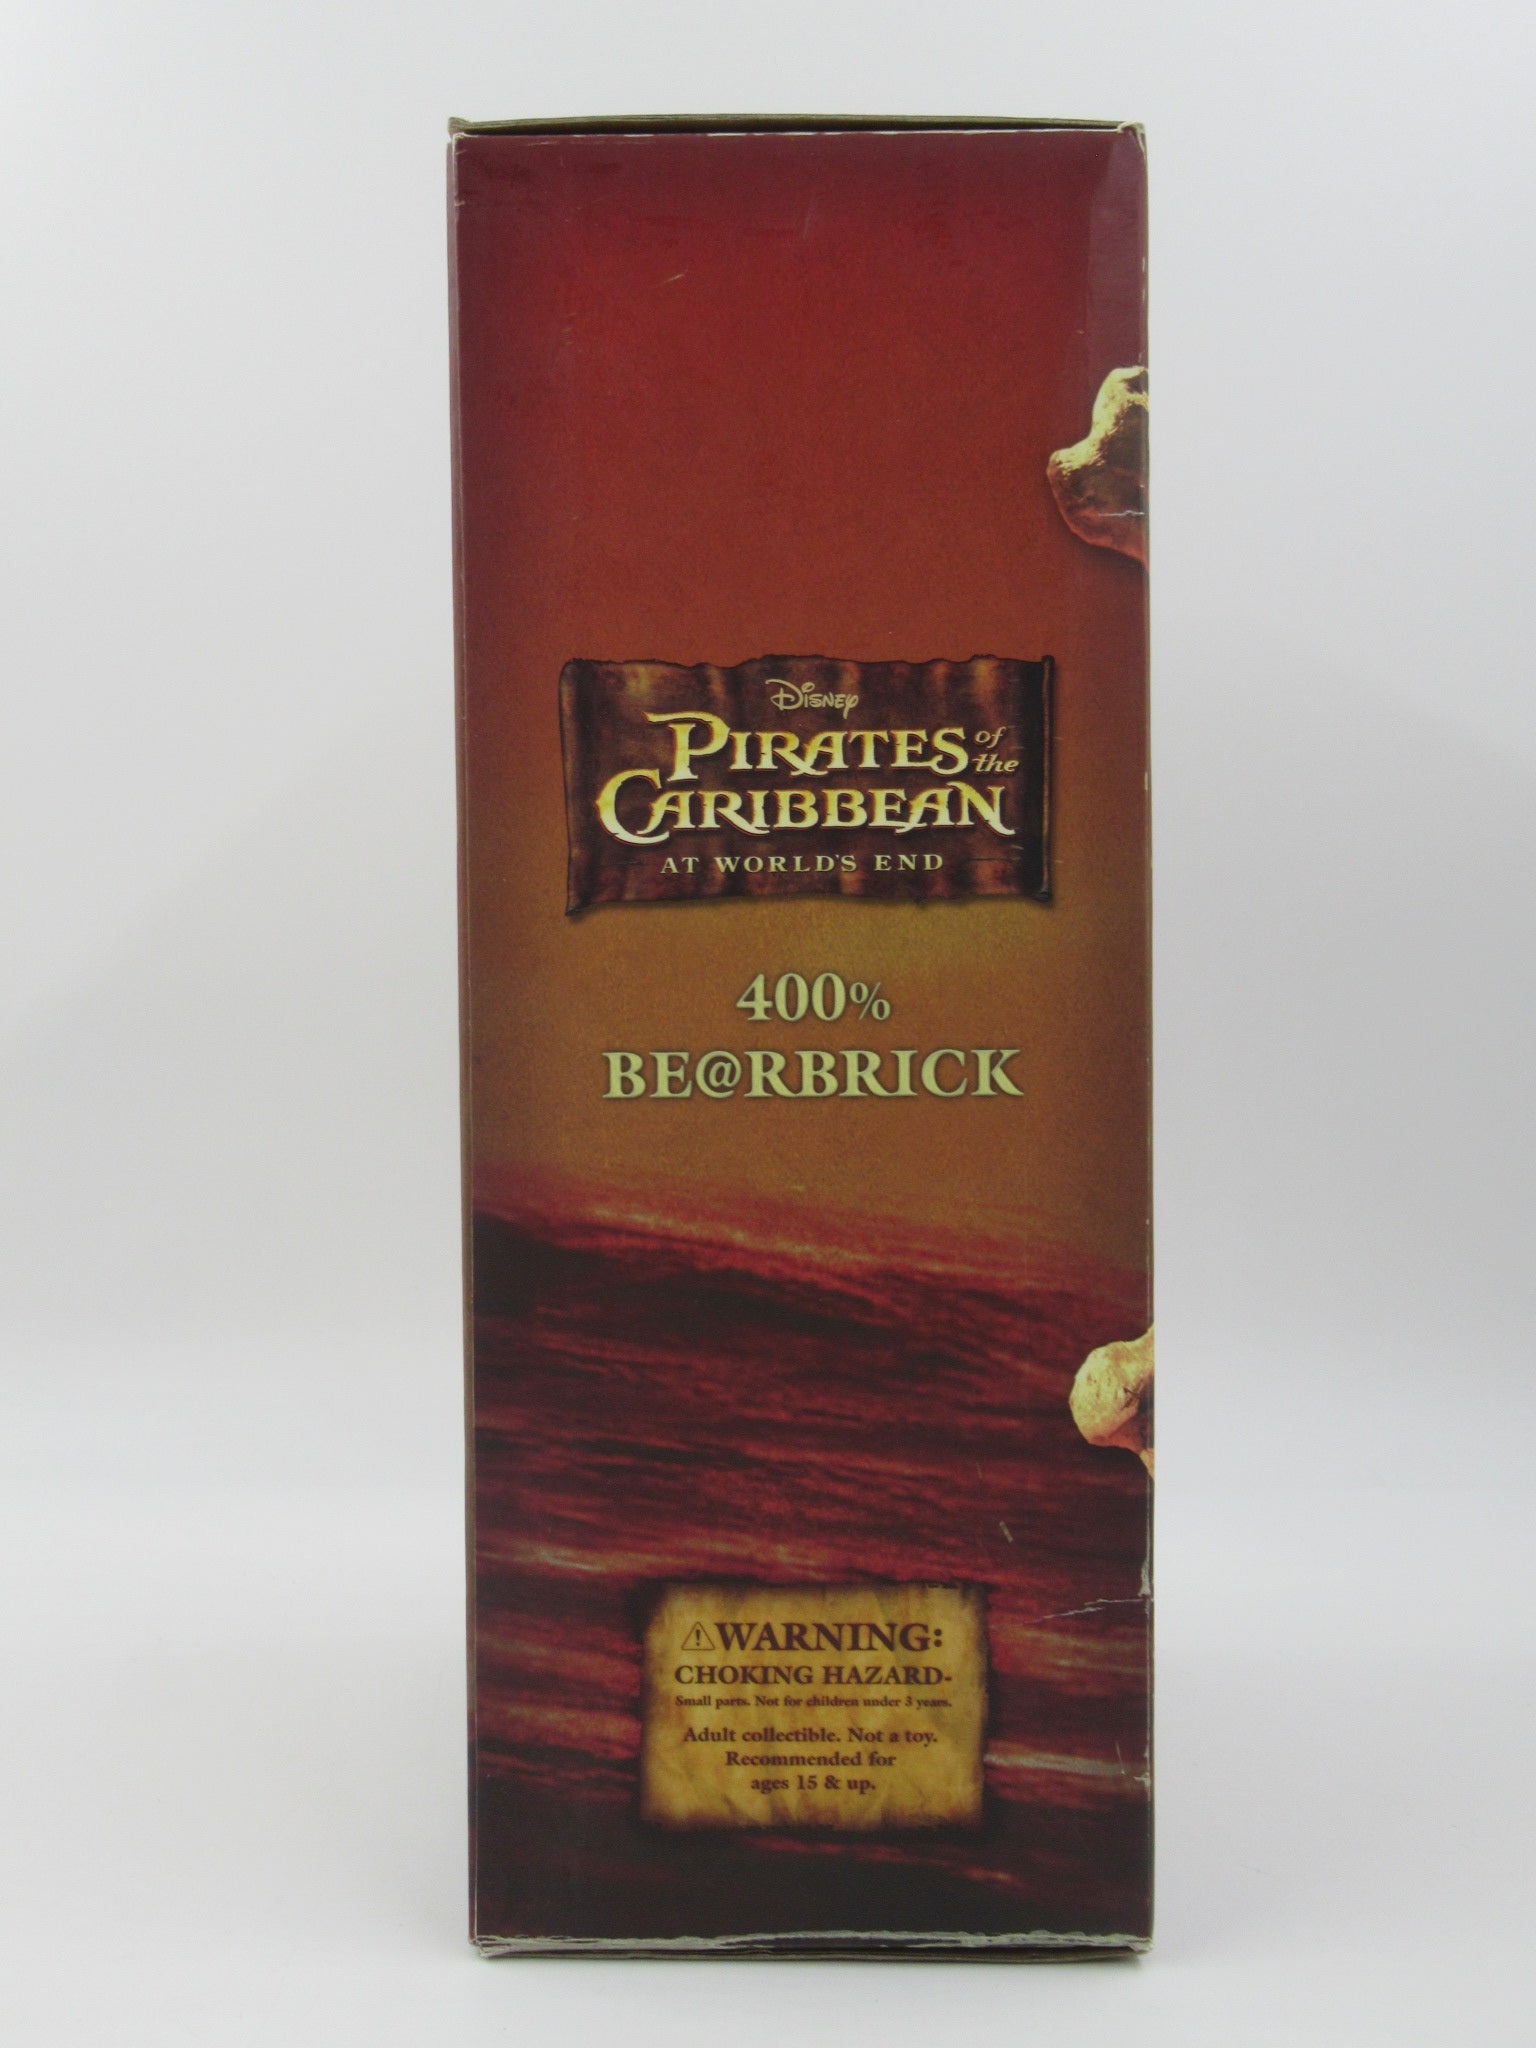 Disney
PIRATES of the
CARIBBEAN
AT WORLD'S END
400%
BE@RBRICK
⚠WARNING:
CHOKING HAZARD-
Small parts. Not for children under 3 years.
Adult collectible. Not a toy.
Recommended for
ages 15 & up.